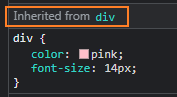 Inherited from div
div {
color: pink;
font-size: 14px;
}